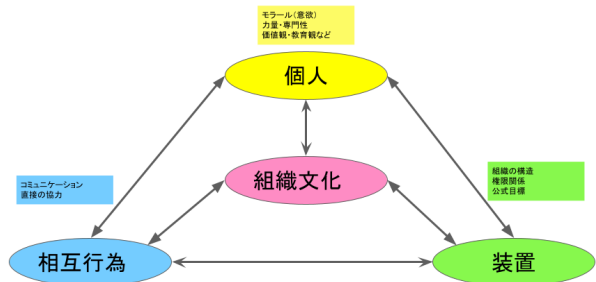 モラール（意欲）
力量・専門性
価値観・教育観など
個人
コミュニケーション
直接の協力
組織文化
組織の構造
権限関係
公式目標
相互行為
装置